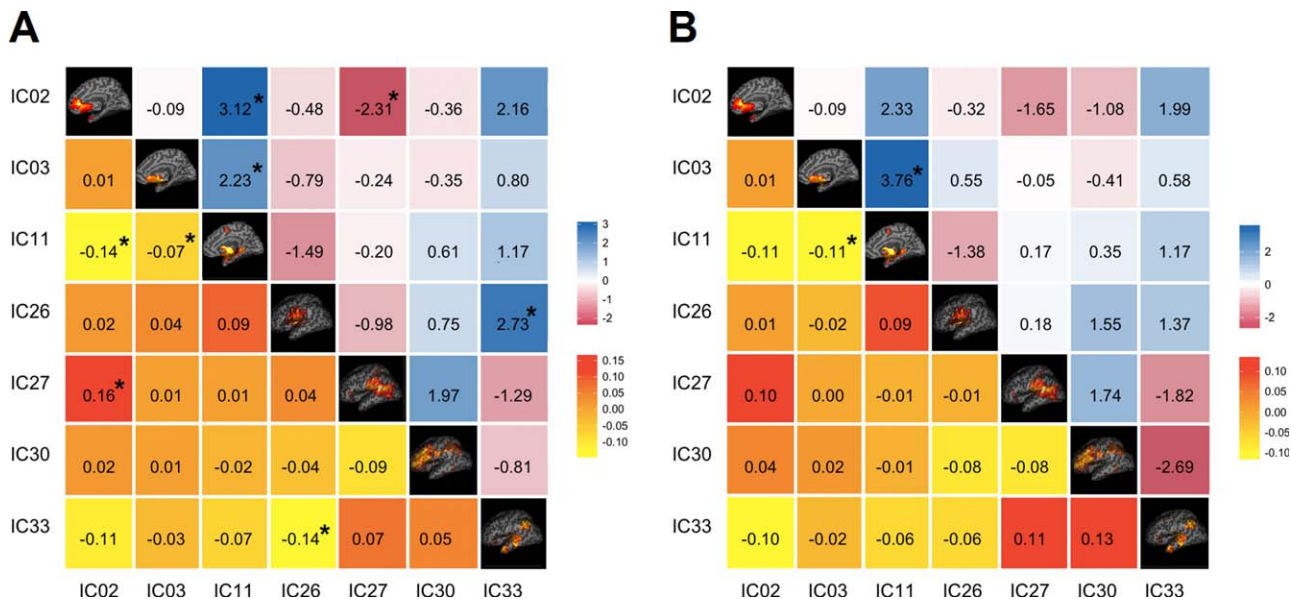 A
B
IC02 -0.09 3.12* -0.48 -2.31* -0.36 2.16
IC03 0.01 2.23* -0.79 -0.24 -0.35 0.80
IC11 -0.14* -0.07* -1.49 -0.20 0.61 1.17
IC26 0.02 0.04 0.09 -0.98 0.75 2.73*
IC27 0.16* 0.01 0.01 0.04 1.97 -1.29
IC30 0.02 0.01 -0.02 -0.04 -0.09 -0.81
IC33 -0.11 -0.03 -0.07 -0.14* 0.07 0.05
IC02 IC03 IC11 IC26 IC27 IC30 IC33
3
2
1
0
-1
-2
0.15
0.10
0.05
0.00
-0.05
-0.10
IC02 -0.09 2.33 -0.32 -1.65 -1.08 1.99
IC03 0.01 3.76* 0.55 -0.05 -0.41 0.58
IC11 -0.11 -0.11* -1.38 0.17 0.35 1.17
IC26 0.01 -0.02 0.09 0.18 1.55 1.37
IC27 0.10 0.00 -0.01 -0.01 1.74 -1.82
IC30 0.04 0.02 -0.01 -0.08 -0.08 -2.69
IC33 -0.10 -0.02 -0.06 -0.06 0.11 0.13
IC02 IC03 IC11 IC26 IC27 IC30 IC33
2
0
-2
0.10
0.05
0.00
-0.05
-0.10